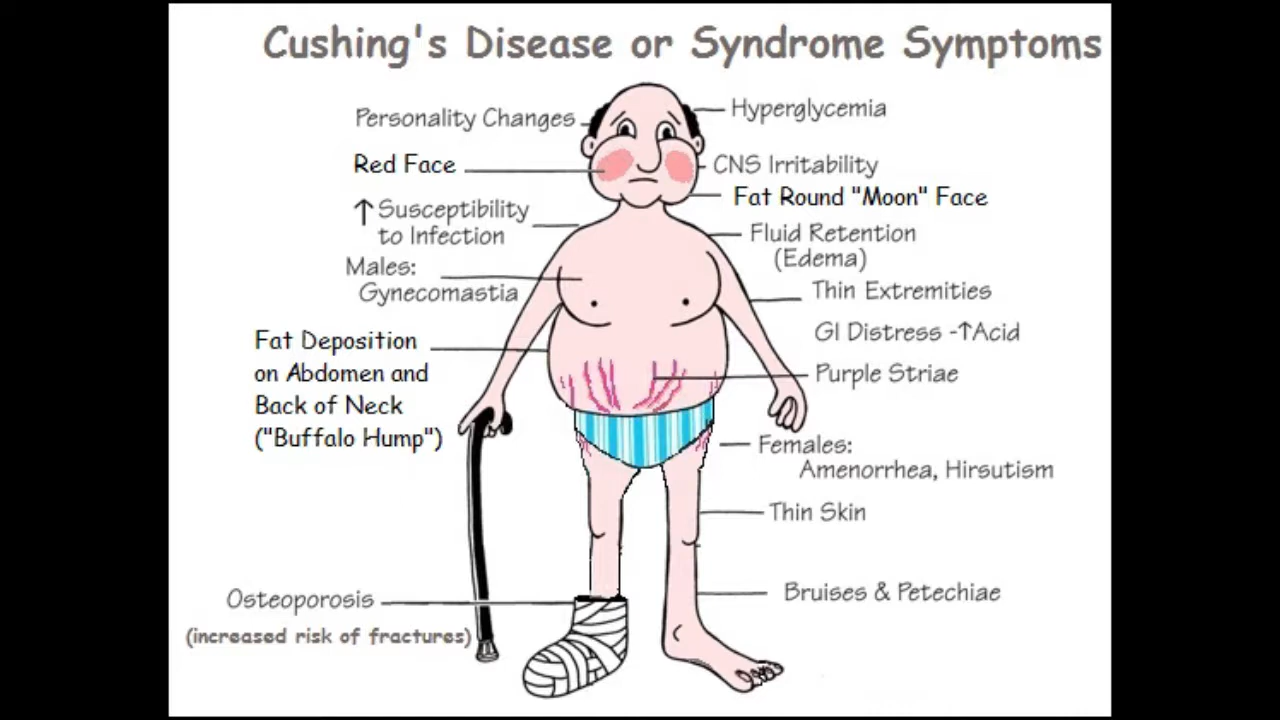 Cushing's Disease or Syndrome Symptoms
Personality Changes
Red Face
↑ Susceptibility
to Infection
Males:
Gynecomastia
Fat Deposition
on Abdomen and
Back of Neck
("Buffalo Hump")
Osteoporosis
(increased risk of fractures)
Hyperglycemia
CNS Irritability
Fat Round "Moon" Face
Fluid Retention
(Edema)
Thin Extremities
GI Distress -↑Acid
Purple Striae
Females:
Amenorrhea, Hirsutism
Thin Skin
Bruises & Petechiae